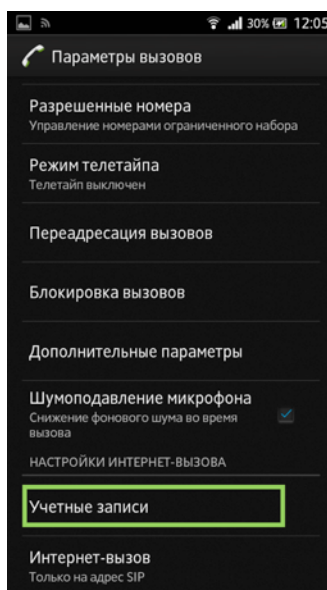 30% 12:05
Параметры вызовов
Разрешенные номера
Управление номерами ограниченного набора
Режим телетайпа
Телетайп выключен
Переадресация вызовов
Блокировка вызовов
Дополнительные параметры
Шумоподавление микрофона
Снижение фонового шума во время
вызова
НАСТРОЙКИ ИНТЕРНЕТ-ВЫЗОВА
Учетные записи
Интернет-вызов
Только на адрес SIP